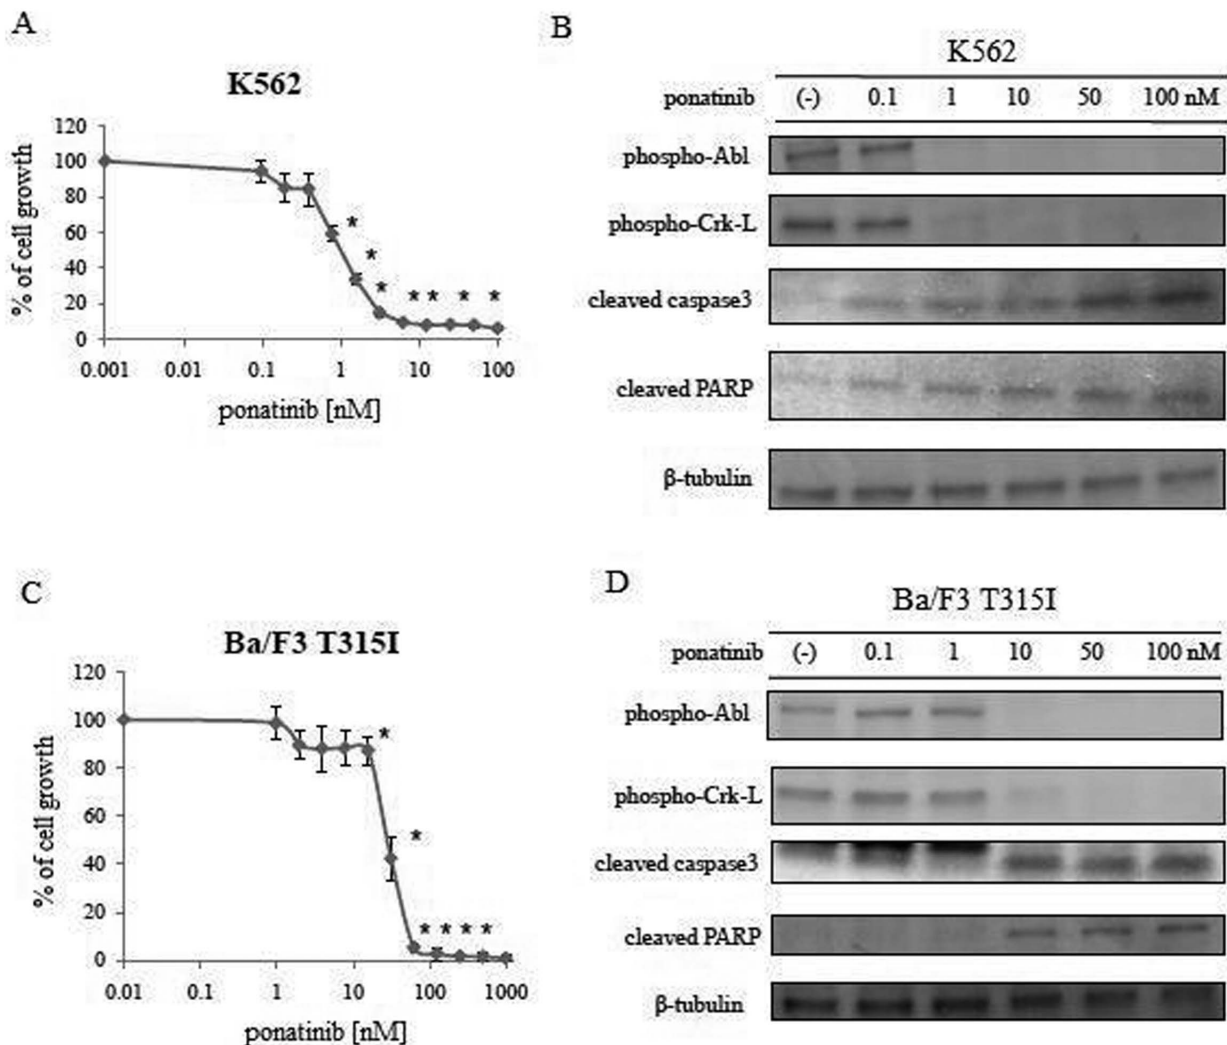 A
K562
120
100
80
60
40
20
0
% of cell growth
* * * * * * *
0.001 0.01 0.1 1 10 100
ponatinib [nM]
B
K562
ponatinib (-) 0.1 1 10 50 100 nM
phospho-Abl
phospho-Crk-L
cleaved caspase3
cleaved PARP
β-tubulin
C
Ba/F3 T315I
120
100
80
60
40
20
0
% of cell growth
* * * * * *
0.01 0.1 1 10 100 1000
ponatinib [nM]
D
Ba/F3 T315I
ponatinib (-) 0.1 1 10 50 100 nM
phospho-Abl
phospho-Crk-L
cleaved caspase3
cleaved PARP
β-tubulin